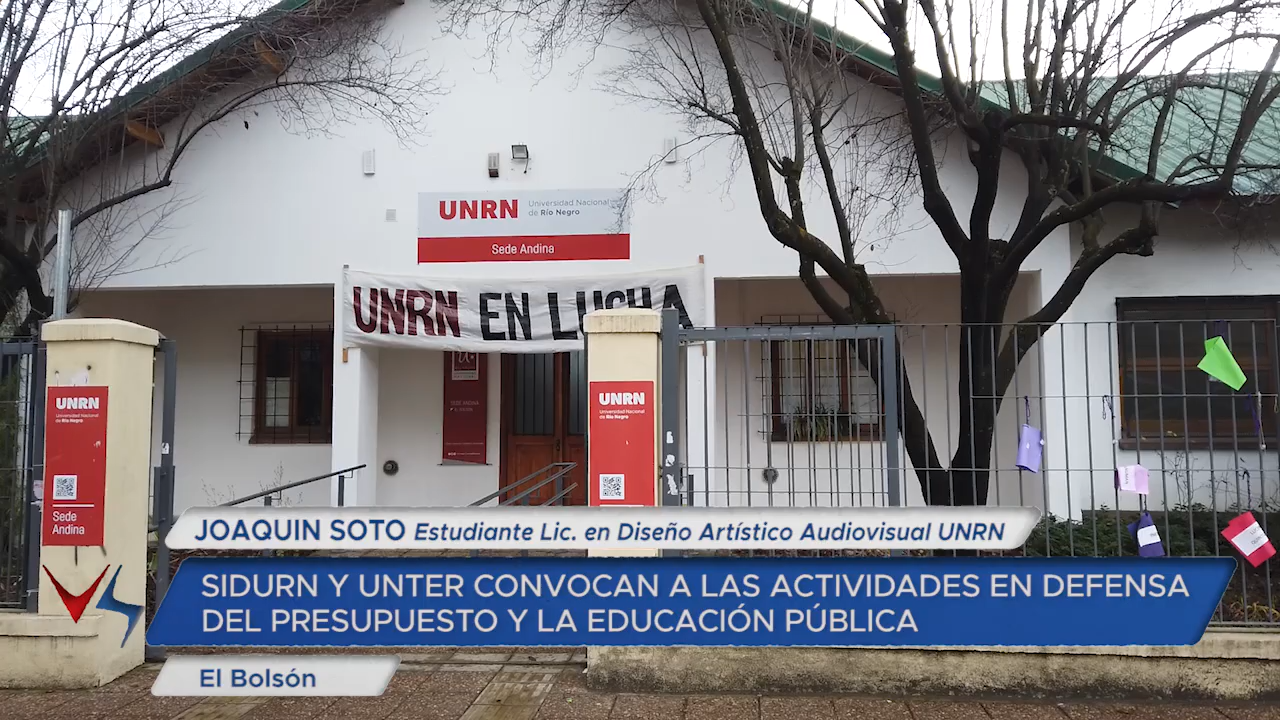 UNRN Universidad Nacional
de Río Negro
Sede Andina
UNRN EN LUCHA
UNRN
Universidad Nacional
de Río Negro
Sede
Andina
UNRN
Universidad Nacional
de Río Negro
SEDE ANDINA
JOAQUIN SOTO Estudiante Lic. en Diseño Artístico Audiovisual UNRN
SIDURN Y UNTER CONVOCAN A LAS ACTIVIDADES EN DEFENSA
DEL PRESUPUESTO Y LA EDUCACIÓN PÚBLICA
El Bolsón